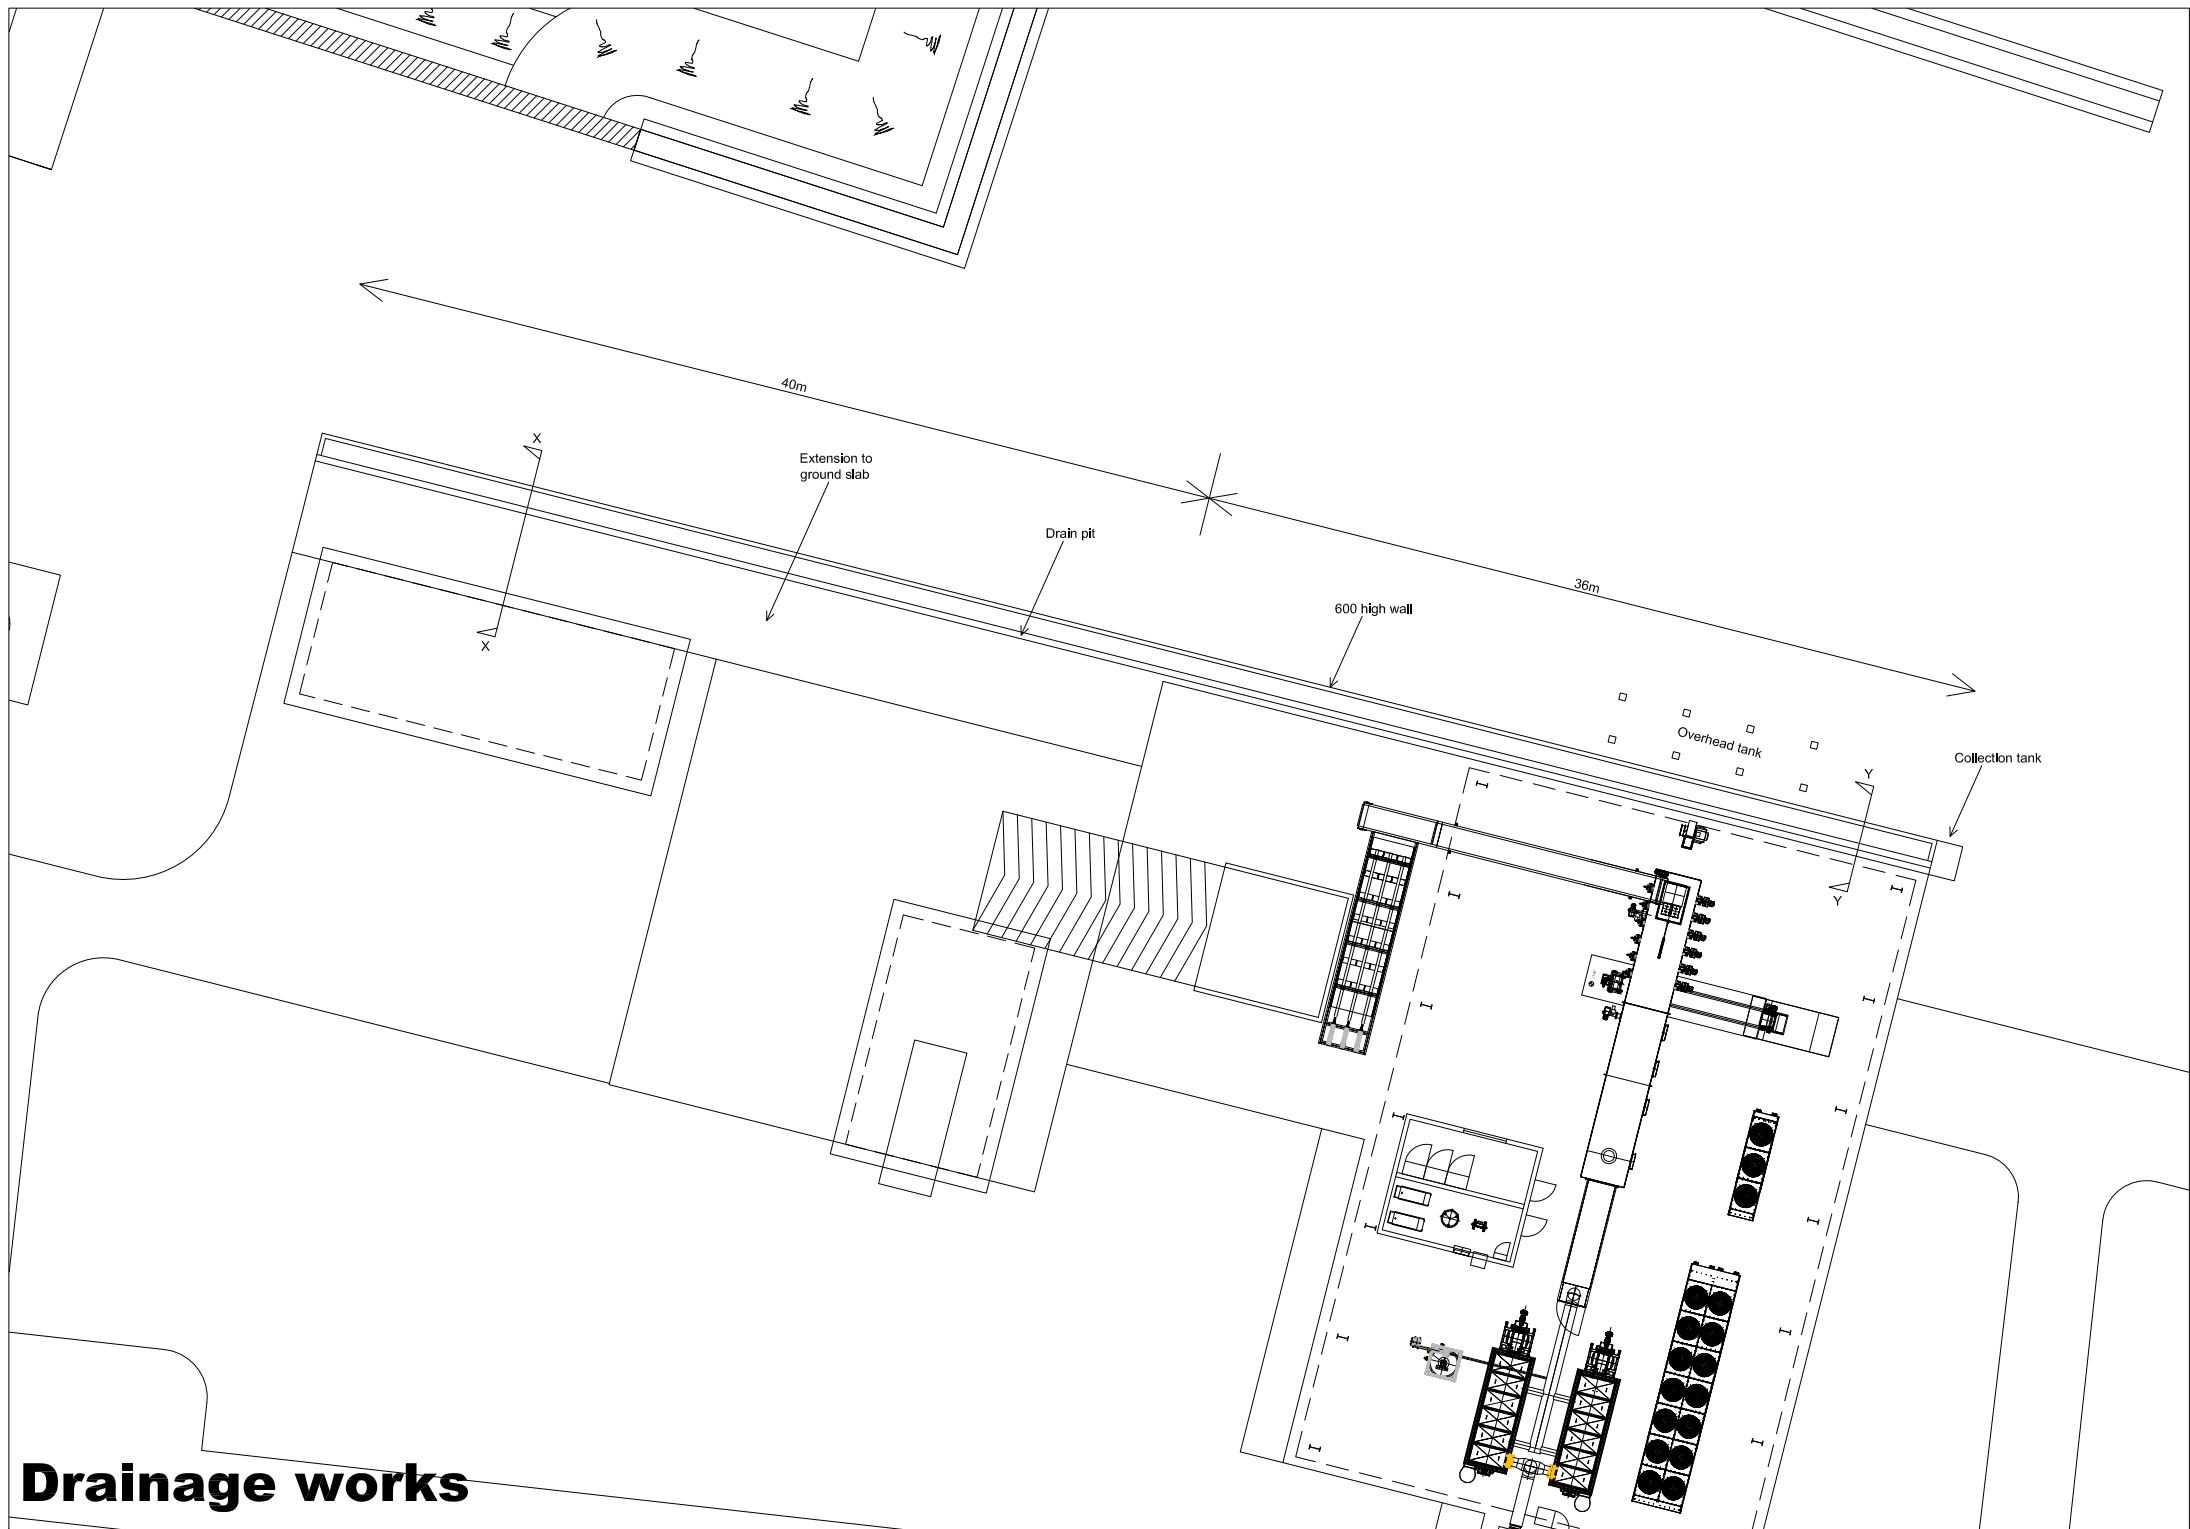 40m
X
Extension to
ground slab
Drain pit
36m
600 high wall
X
Overhead tank
Collection tank
Y
Y
Drainage works